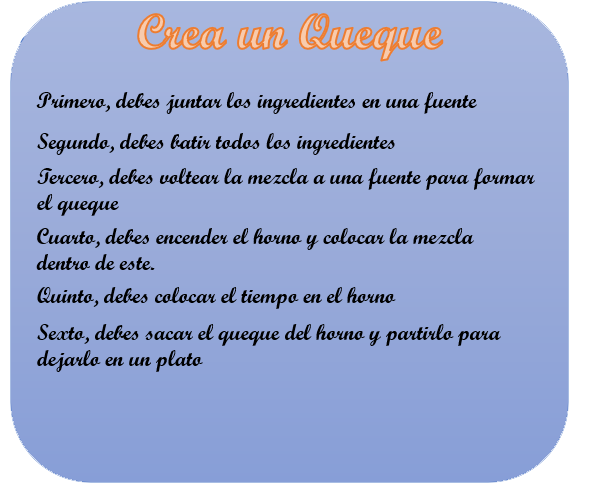 Crea un Queque
Primero, debes juntar los ingredientes en una fuente
Segundo, debes batir todos los ingredientes
Tercero, debes voltear la mezcla a una fuente para formar
el queque
Cuarto, debes encender el horno y colocar la mezcla
dentro de este.
Quinto, debes colocar el tiempo en el horno
Sexto, debes sacar el queque del horno y partirlo para
dejarlo en un plato